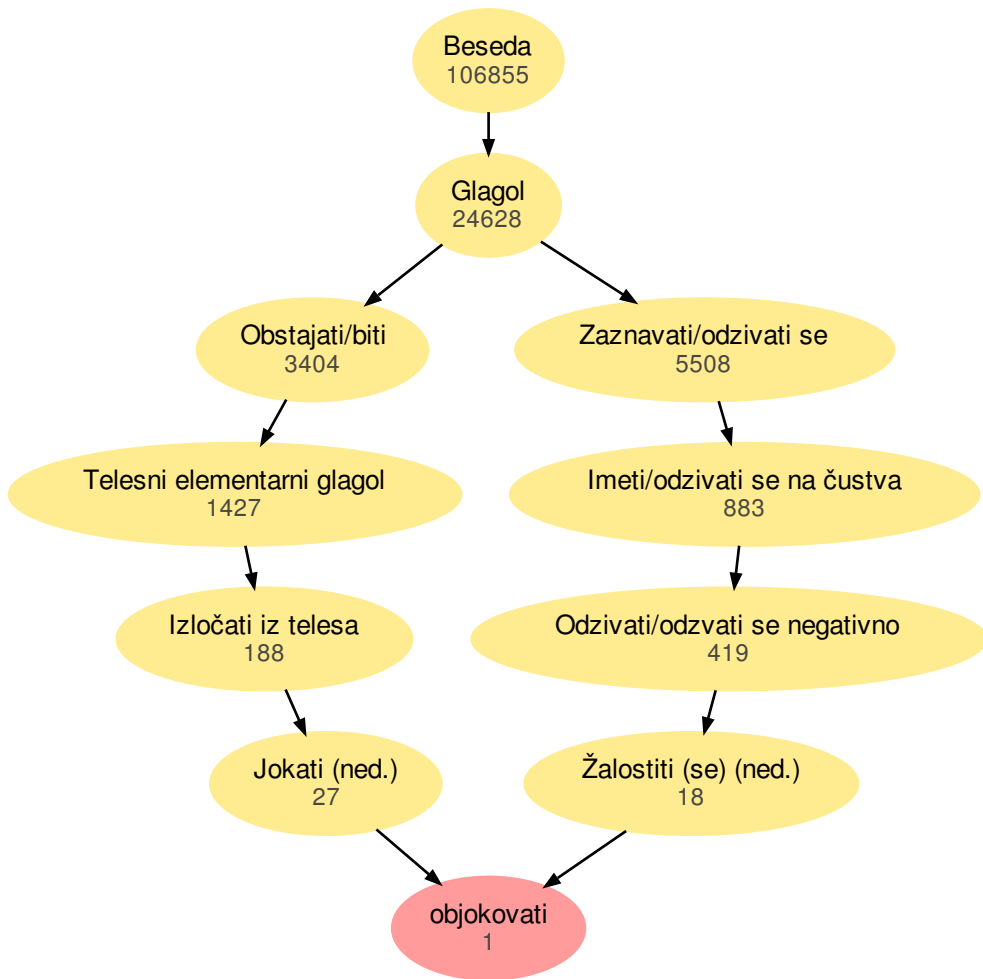 Beseda
106855
Glagol
24628
Obstajati/biti
3404
Zaznavati/odzivati se
5508
Telesni elementarni glagol
1427
Imeti/odzivati se na čustva
883
Izločati iz telesa
188
Odzivati/odzvati se negativno
419
Jokati (ned.)
27
Žalostiti (se) (ned.)
18
objokovati
1